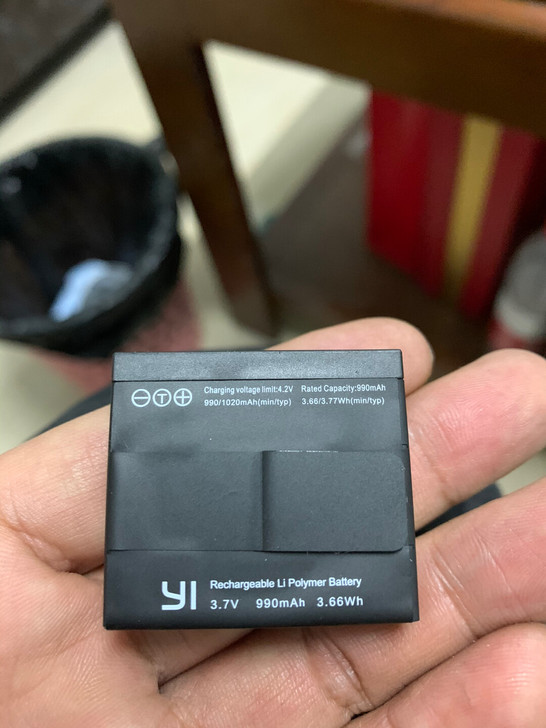 ⊖ Ⓣ ⊕ Charging voltage limit:4.2V Rated Capacity:990mAh
990/1020mAh(min/typ) 3.66/3.77Wh(min/typ)
YI Rechargeable Li Polymer Battery
3.7V 990mAh 3.66Wh